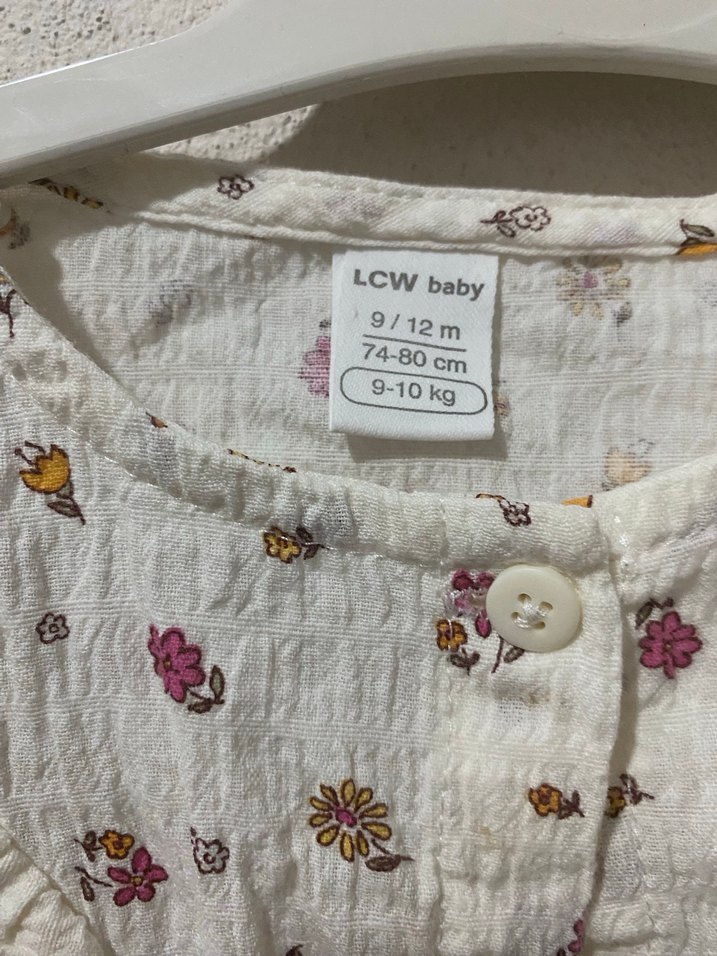 LCW baby
9 / 12 m
74-80 cm
9-10 kg